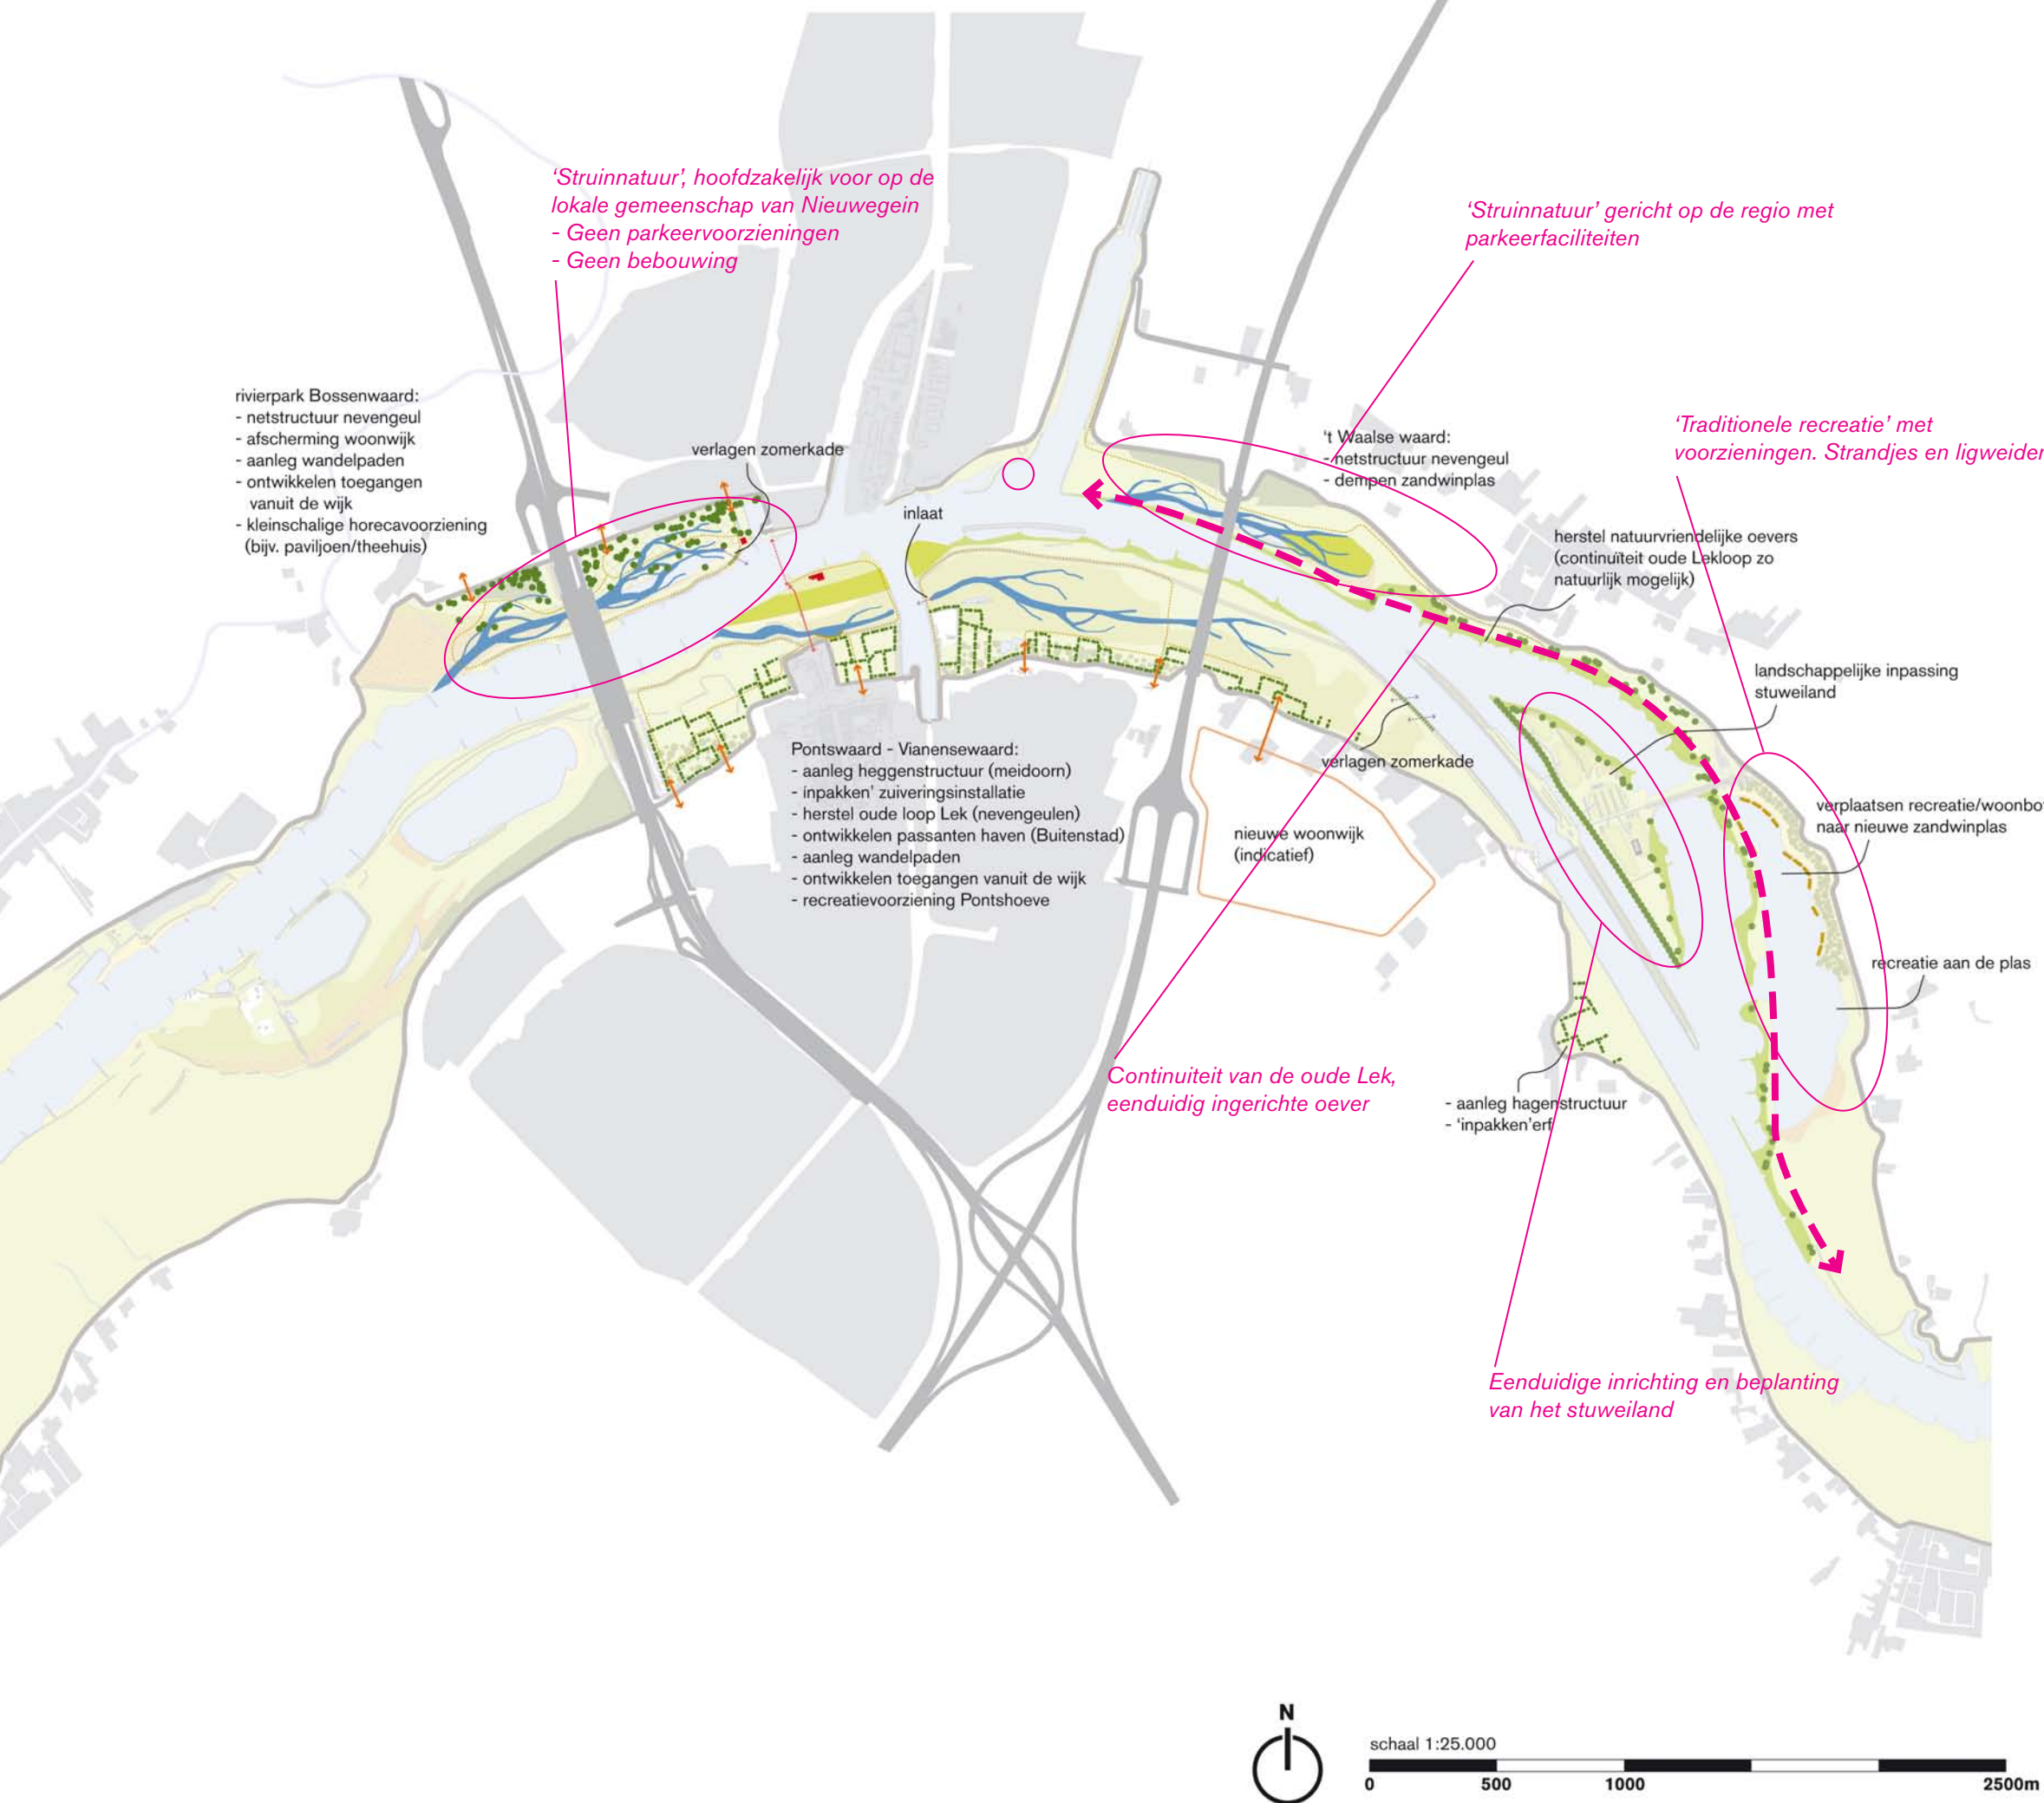 'Struinnatuur', hoofdzakelijk voor op de
lokale gemeenschap van Nieuwegein
- Geen parkeervoorzieningen
- Geen bebouwing
'Struinnatuur' gericht op de regio met
parkeerfaciliteiten
rivierpark Bossenwaard:
- netstructuur nevengeul
- afscherming woonwijk
- aanleg wandelpaden
- ontwikkelen toegangen
vanuit de wijk
- kleinschalige horecavoorziening
(bijv. paviljoen/theehuis)
verlagen zomerkade
inlaat
't Waalse waard:
- netstructuur nevengeul
- dempen zandwinplas
'Traditionele recreatie' met
voorzieningen. Strandjes en ligweiden
herstel natuurvriendelijke oevers
(continuïteit oude Lekloop zo
natuurlijk mogelijk)
landschappelijke inpassing
stuweiland
Pontswaard - Vianensewaard:
- aanleg heggenstructuur (meidoorn)
- inpakken' zuiveringsinstallatie
- herstel oude loop Lek (nevengeulen)
- ontwikkelen passanten haven (Buitenstad)
- aanleg wandelpaden
- ontwikkelen toegangen vanuit de wijk
- recreatievoorziening Pontshoeve
verlagen zomerkade
nieuwe woonwijk
(indicatief)
verplaatsen recreatie/woonbo
naar nieuwe zandwinplas
recreatie aan de plas
Continuiteit van de oude Lek,
eenduidig ingerichte oever
- aanleg hagenstructuur
- 'inpakken'erf
Eenduidige inrichting en beplanting
van het stuweiland
N
schaal 1:25.000
0 500 1000 2500m